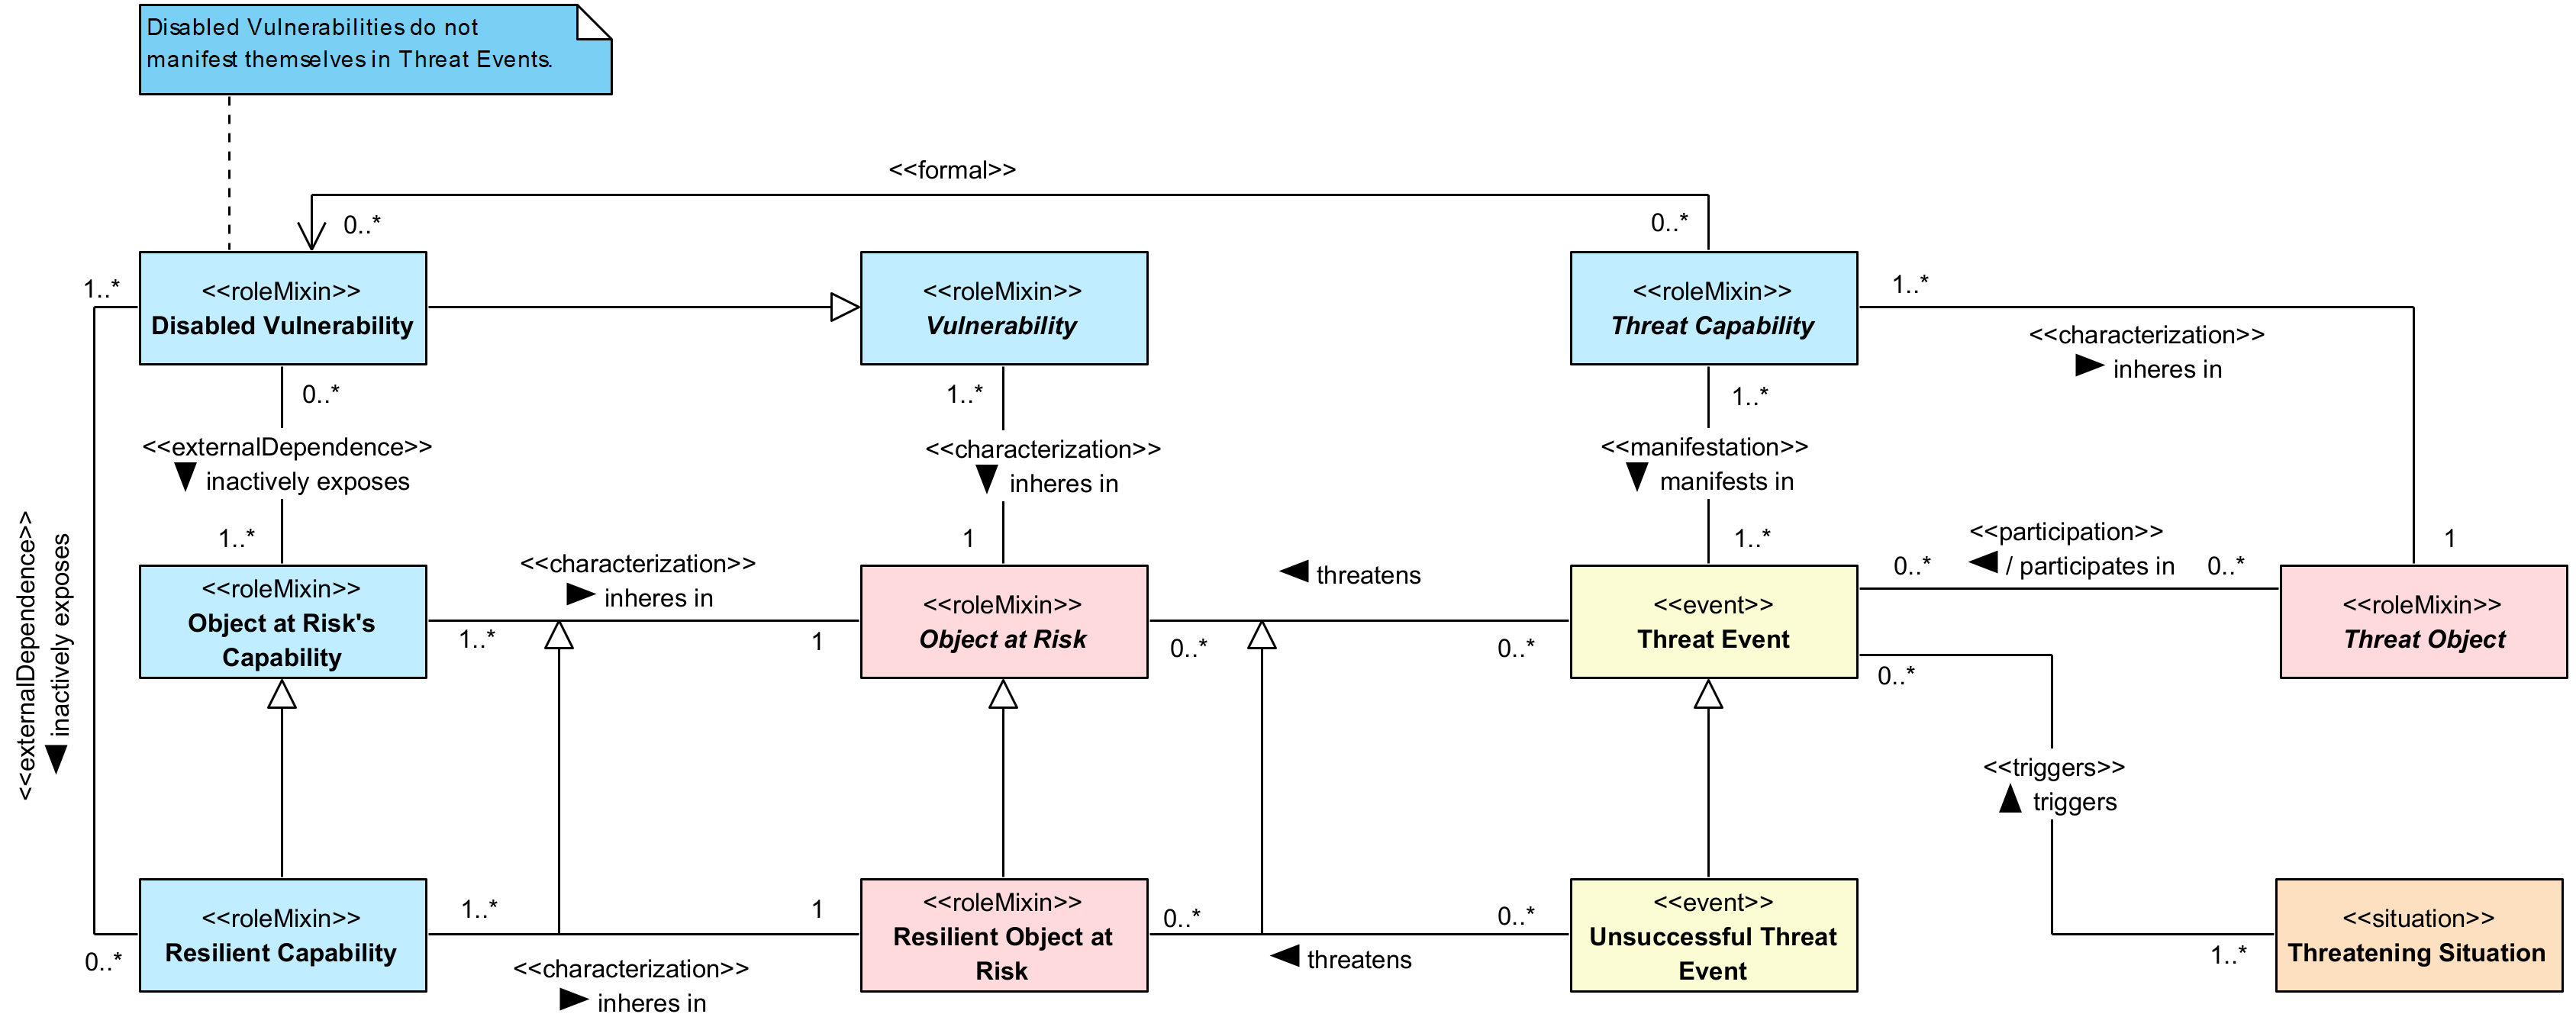 Disabled Vulnerabilities do not
manifest themselves in Threat Events.
<<formal>>
0..*
0..*
1..*
<<roleMixin>>
Disabled Vulnerability
<<roleMixin>>
Vulnerability
<<roleMixin>>
Threat Capability
1..*
<<characterization>>
inheres in
0..*
<<externalDependence>>
inactively exposes
1..*
1..*
<<characterization>>
inheres in
1
1..*
<<manifestation>>
manifests in
1..*
<<externalDependence>>
inactively exposes
<<roleMixin>>
Object at Risk's
Capability
<<characterization>>
inheres in
1..*
1
<<roleMixin>>
Object at Risk
threatens
0..*
0..*
<<event>>
Threat Event
<<participation>>
/ participates in
0..*
0..*
1
<<roleMixin>>
Threat Object
0..*
<<triggers>>
triggers
1..*
0..*
<<roleMixin>>
Resilient Capability
1..*
1
<<characterization>>
inheres in
<<roleMixin>>
Resilient Object at
Risk
0..*
0..*
threatens
<<event>>
Unsuccessful Threat
Event
<<situation>>
Threatening Situation